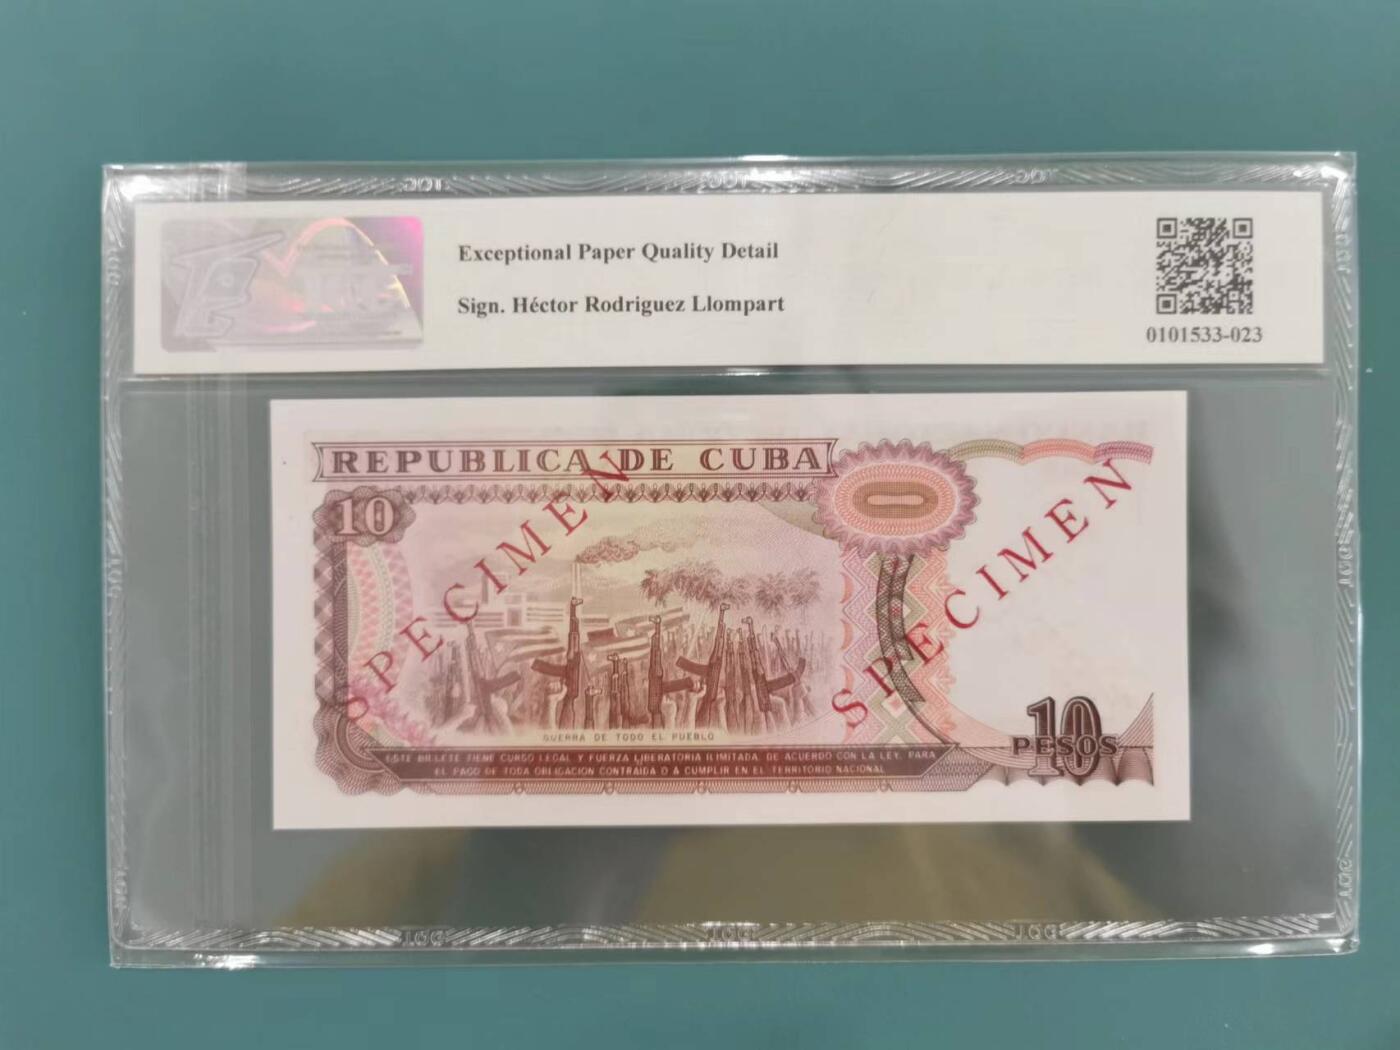 Exceptional Paper Quality Detail
Sign. Héctor Rodriguez Llompart
0101533-023
REPUBLICA DE CUBA
10
SPECIMEN
SPECIMEN
GUERRA DE TODO EL PUEBLO
10
PESOS
ESTE BILLETE TIENE CURSO LEGAL Y FUERZA LIBERATORIA ILIMITADA, DE ACUERDO CON LA LEY, PARA
EL PAGO DE TODA OBLIGACION CONTRAIDA O A CUMPLIR EN EL TERRITORIO NACIONAL